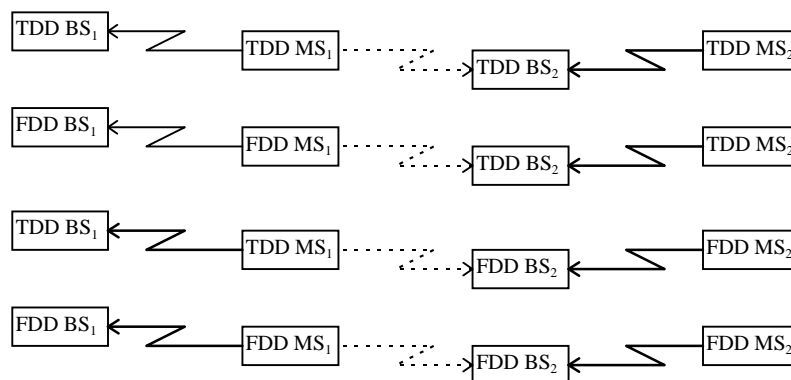 TDD BS₁ TDD MS₁ TDD BS₂ TDD MS₂
FDD BS₁ FDD MS₁ TDD BS₂ TDD MS₂
TDD BS₁ TDD MS₁ FDD BS₂ FDD MS₂
FDD BS₁ FDD MS₁ FDD BS₂ FDD MS₂